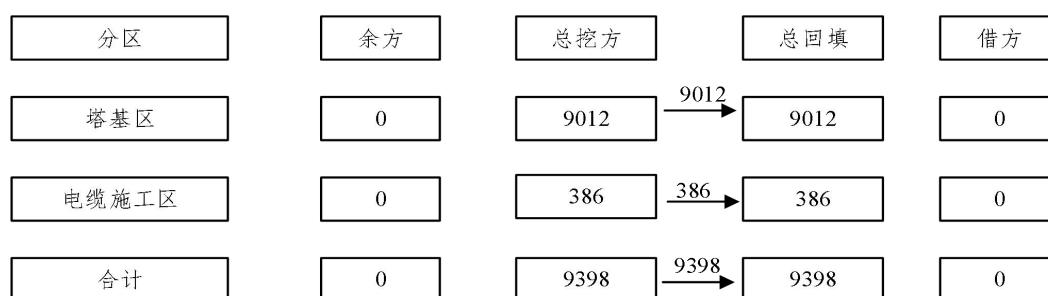 分区 余方 总挖方 总回填 借方
塔基区 0 9012 9012 9012 0
电缆施工区 0 386 386 386 0
合计 0 9398 9398 9398 0